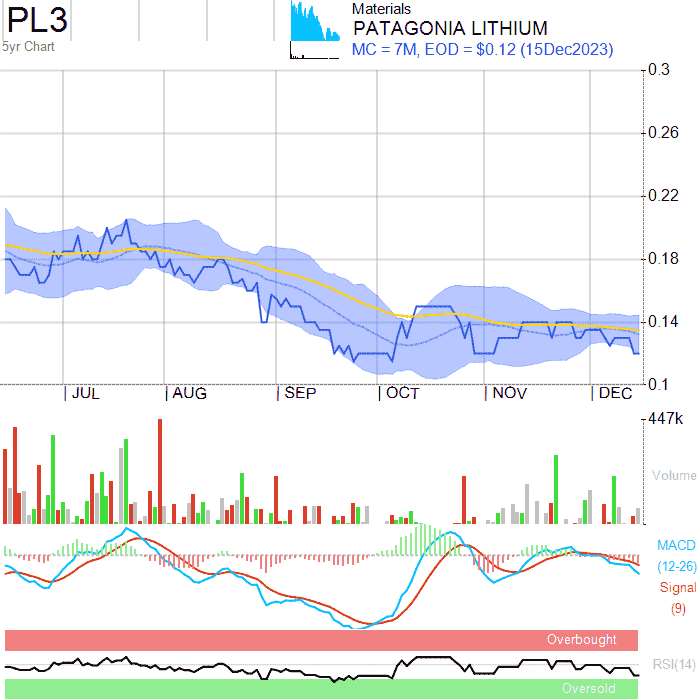 PL3
5yr Chart
Materials
PATAGONIA LITHIUM
MC = 7M, EOD = $0.12 (15Dec2023)
0.3
0.26
0.22
0.18
0.14
0.1
JUL AUG SEP OCT NOV DEC
447k
Volume
MACD
(12-26)
Signal
(9)
Overbought
RSI(14)
Oversold